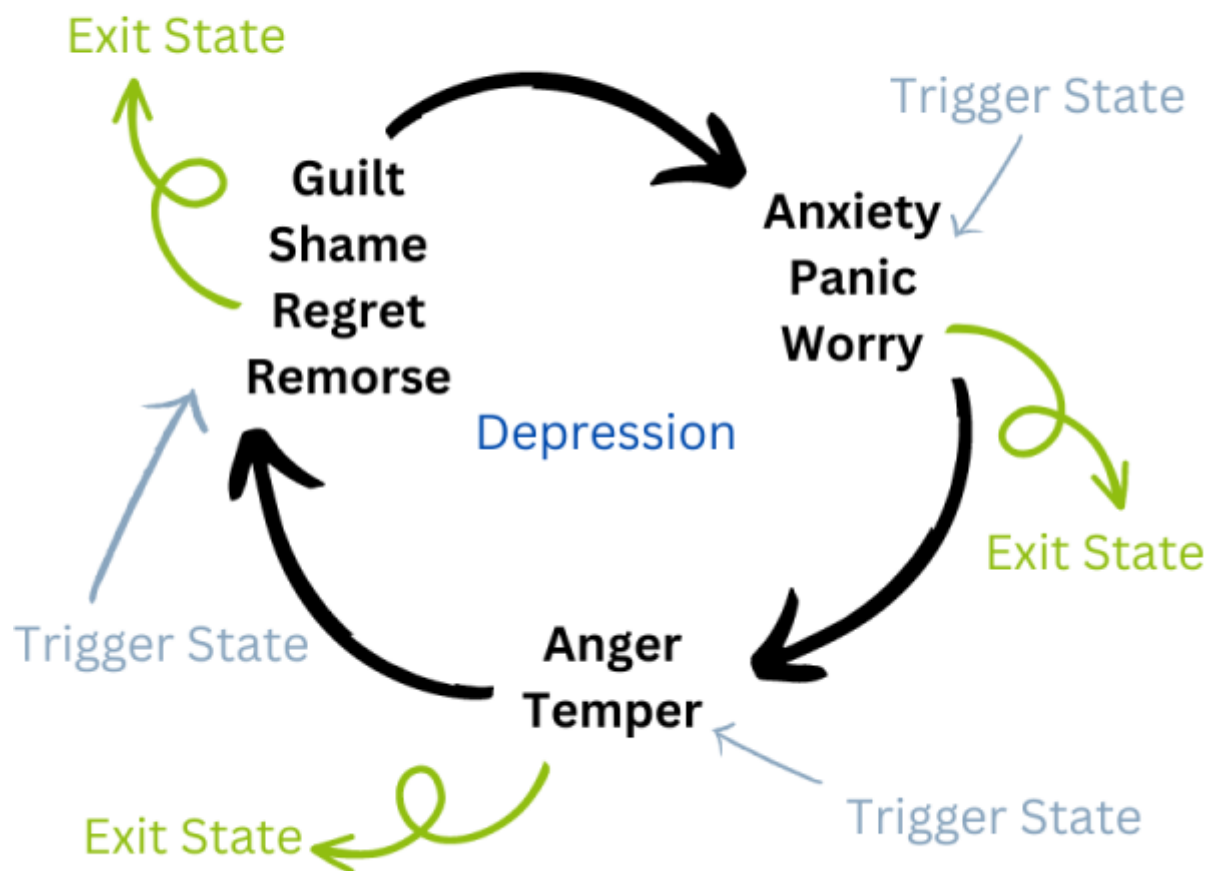 Exit State
Trigger State
Guilt
Shame
Regret
Remorse
Anxiety
Panic
Worry
Depression
Exit State
Trigger State
Anger
Temper
Trigger State
Exit State